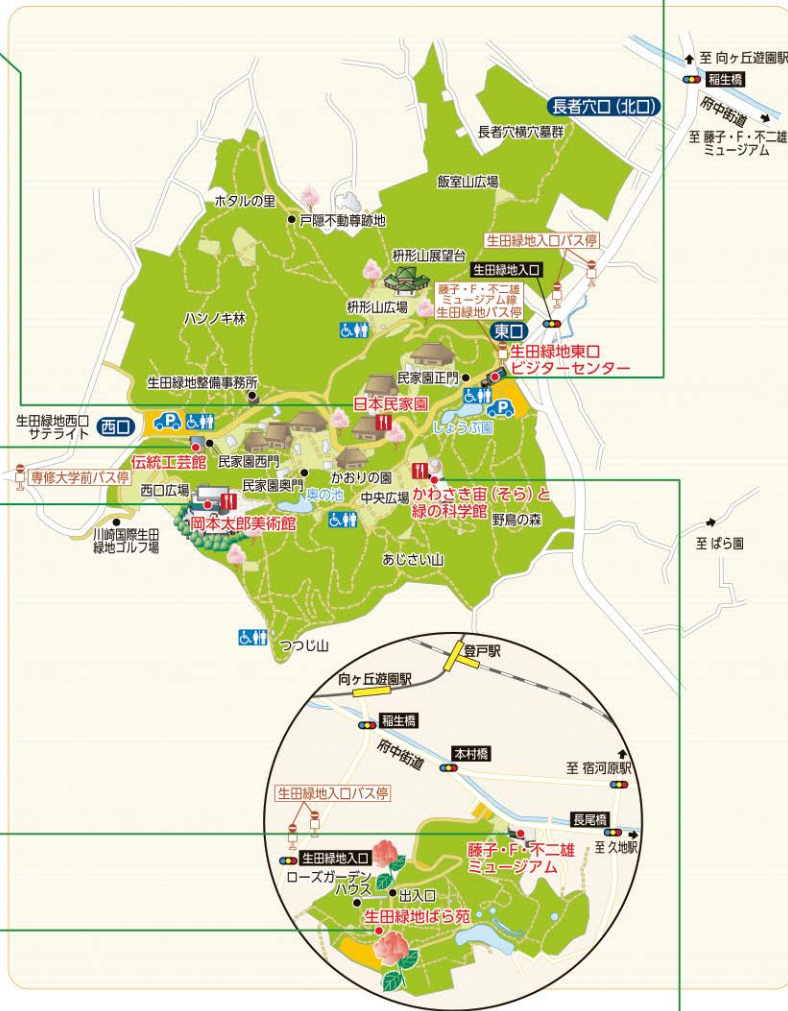 至 向ヶ丘遊園駅
稲生橋
府中街道
至 藤子・F・不二雄
ミュージアム
長者穴口(北口)
長者穴横穴墓群
飯室山広場
ホタルの里
戸隠不動尊跡地
生田緑地入口バス停
枡形山展望台
生田緑地入口
藤子・F・不二雄
ミュージアム線
生田緑地バス停
枡形山広場
ハンノキ林
東口
生田緑地東口
ビジターセンター
民家園正門
生田緑地整備事務所
日本民家園
P
しょうぶ園
生田緑地西口
サテライト
西口
P
伝統工芸館
民家園西門
専修大学前バス停
西口広場
民家園奥門
かおりの園
奥の池
中央広場
かわさき宙(そら)と
緑の科学館
岡本太郎美術館
野鳥の森
川崎国際生田
緑地ゴルフ場
至 ばら園
あじさい山
つつじ山
登戸駅
向ヶ丘遊園駅
稲生橋
府中街道
本村橋
至 宿河原駅
生田緑地入口バス停
長尾橋
至 久地駅
藤子・F・不二雄
ミュージアム
生田緑地入口
ローズガーデン
ハウス
出入口
生田緑地ばら苑